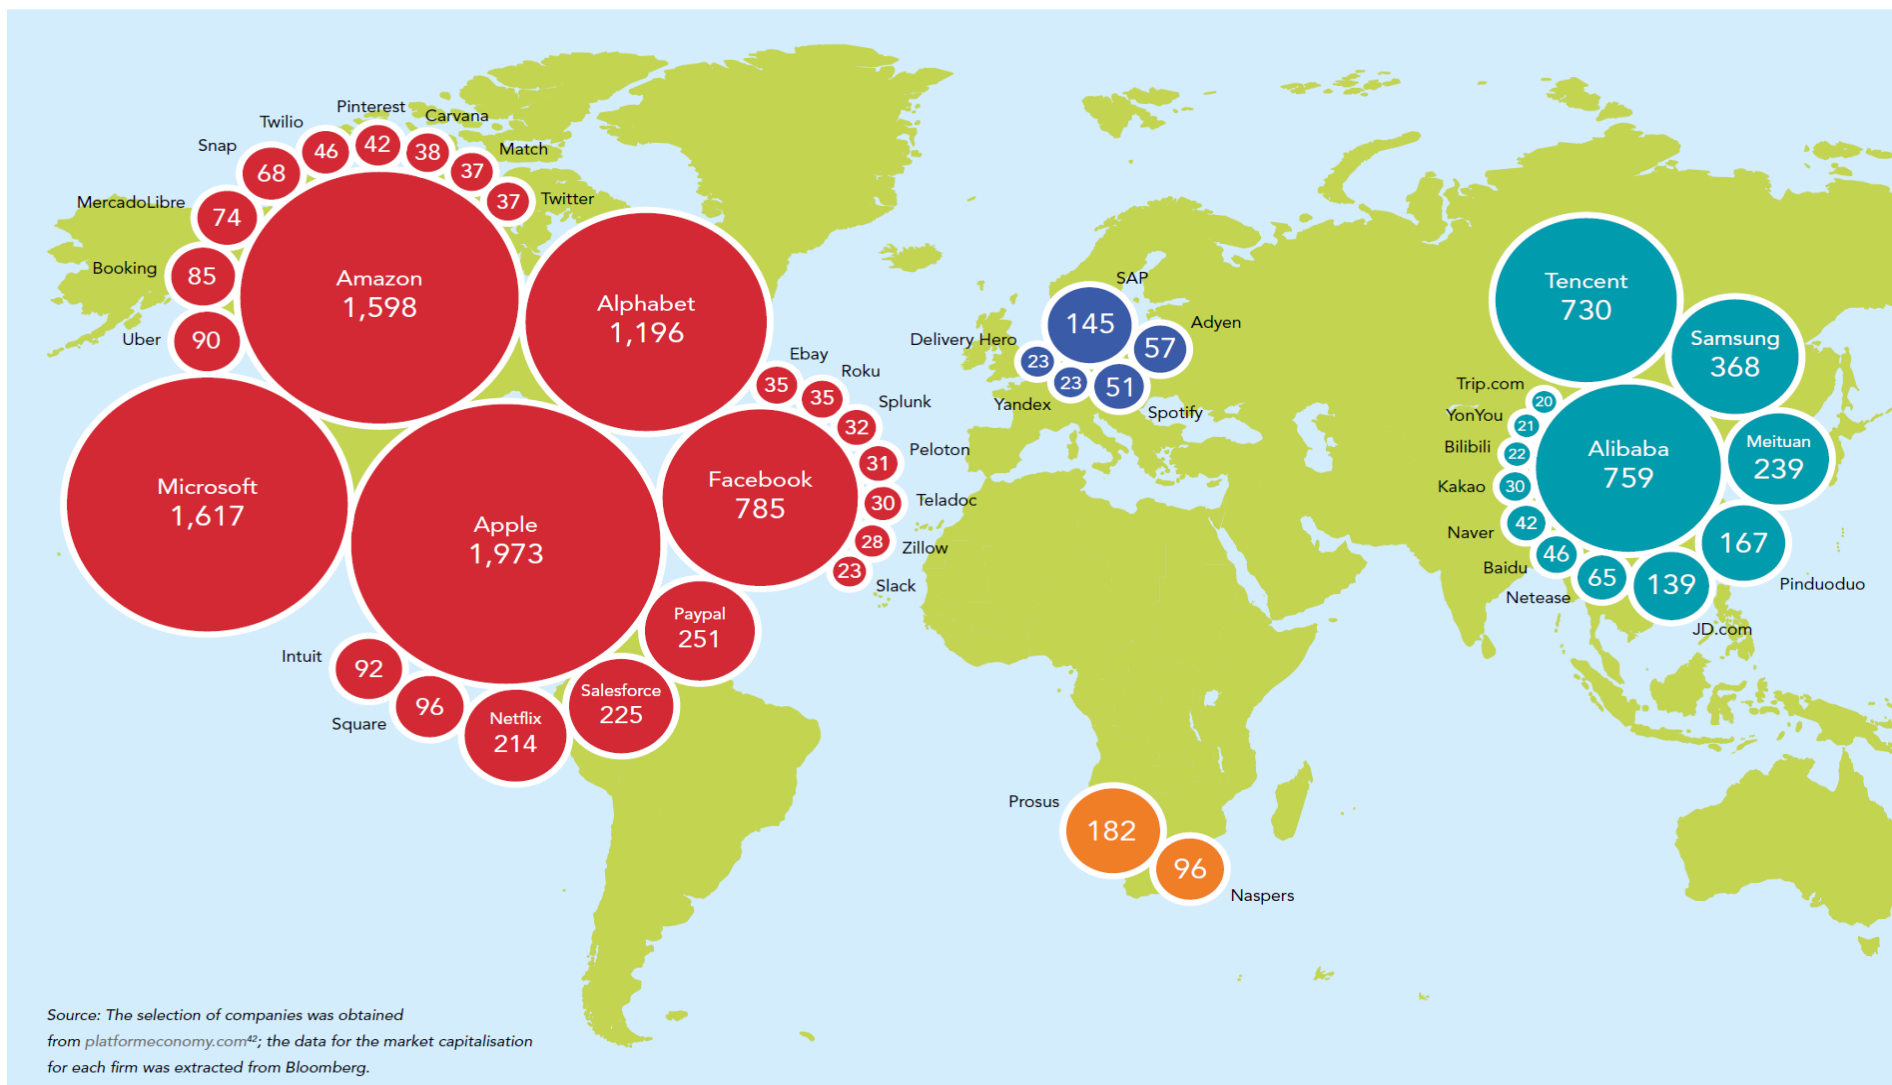 Pinterest
Carvana
Twilio
Snap
Match
MercadoLibre
Twitter
Booking
Uber
46
42
38
68
37
37
74
85
90
Amazon
1,598
Alphabet
1,196
Microsoft
1,617
Apple
1,973
Facebook
785
Ebay
35
Roku
35
Splunk
32
Peloton
31
Teladoc
30
Zillow
28
Slack
23
Paypal
251
Salesforce
225
Netflix
214
Square
96
Intuit
92
SAP
145
Adyen
57
Delivery Hero
23
Yandex
23
Spotify
51
Prosus
182
Naspers
96
Tencent
730
Samsung
368
Alibaba
759
Meituan
239
Trip.com
20
YonYou
21
Bilibili
22
Kakao
30
Naver
42
Baidu
46
Netease
65
JD.com
139
Pinduoduo
167
Source: The selection of companies was obtained
from platformeconomy.com⁴²; the data for the market capitalisation
for each firm was extracted from Bloomberg.